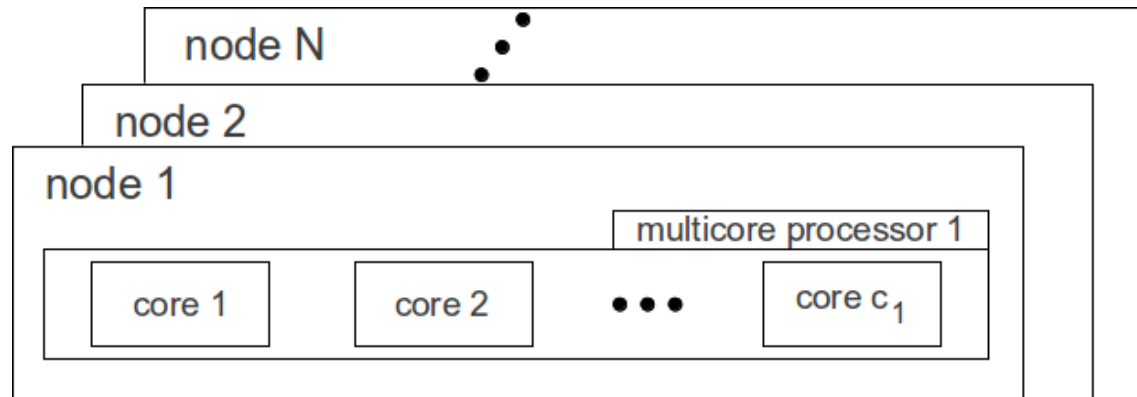 node N
node 2
node 1
multicore processor 1
core 1
core 2
core c₁